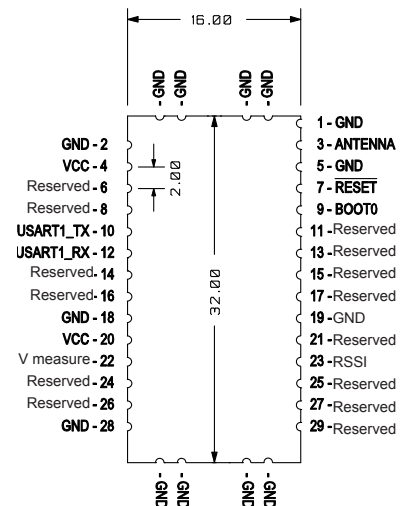 16.00
- GND
- GND
- GND
- GND
1 - GND
GND - 2
3 - ANTENNA
VCC - 4
5 - GND
Reserved - 6
7 - RESET
Reserved - 8
9 - BOOT0
USART1_TX - 10
11 - Reserved
USART1_RX - 12
13 - Reserved
Reserved - 14
15 - Reserved
Reserved - 16
17 - Reserved
GND - 18
19 - GND
VCC - 20
21 - Reserved
V measure - 22
23 - RSSI
Reserved - 24
25 - Reserved
Reserved - 26
27 - Reserved
GND - 28
29 - Reserved
2.00
32.00
- GND
- GND
- GND
- GND